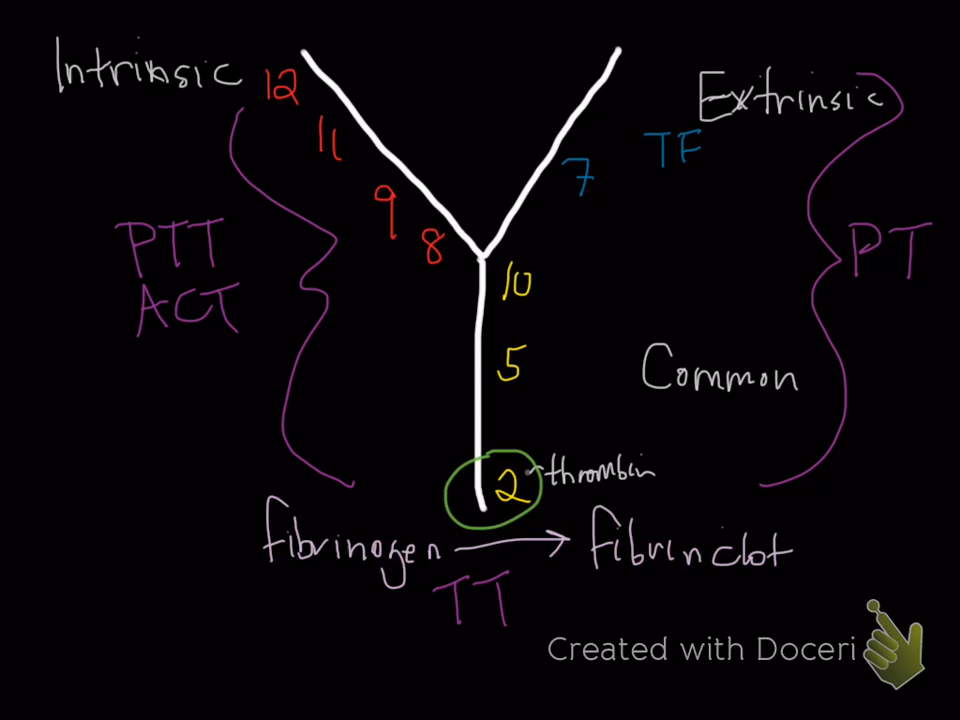 Intrinsic
Extrinsic
12
11
TF
7
9
8
PTT
ACT
PT
10
5
Common
2
thrombin
fibrinogen → fibrin clot
TT
Created with Doceri